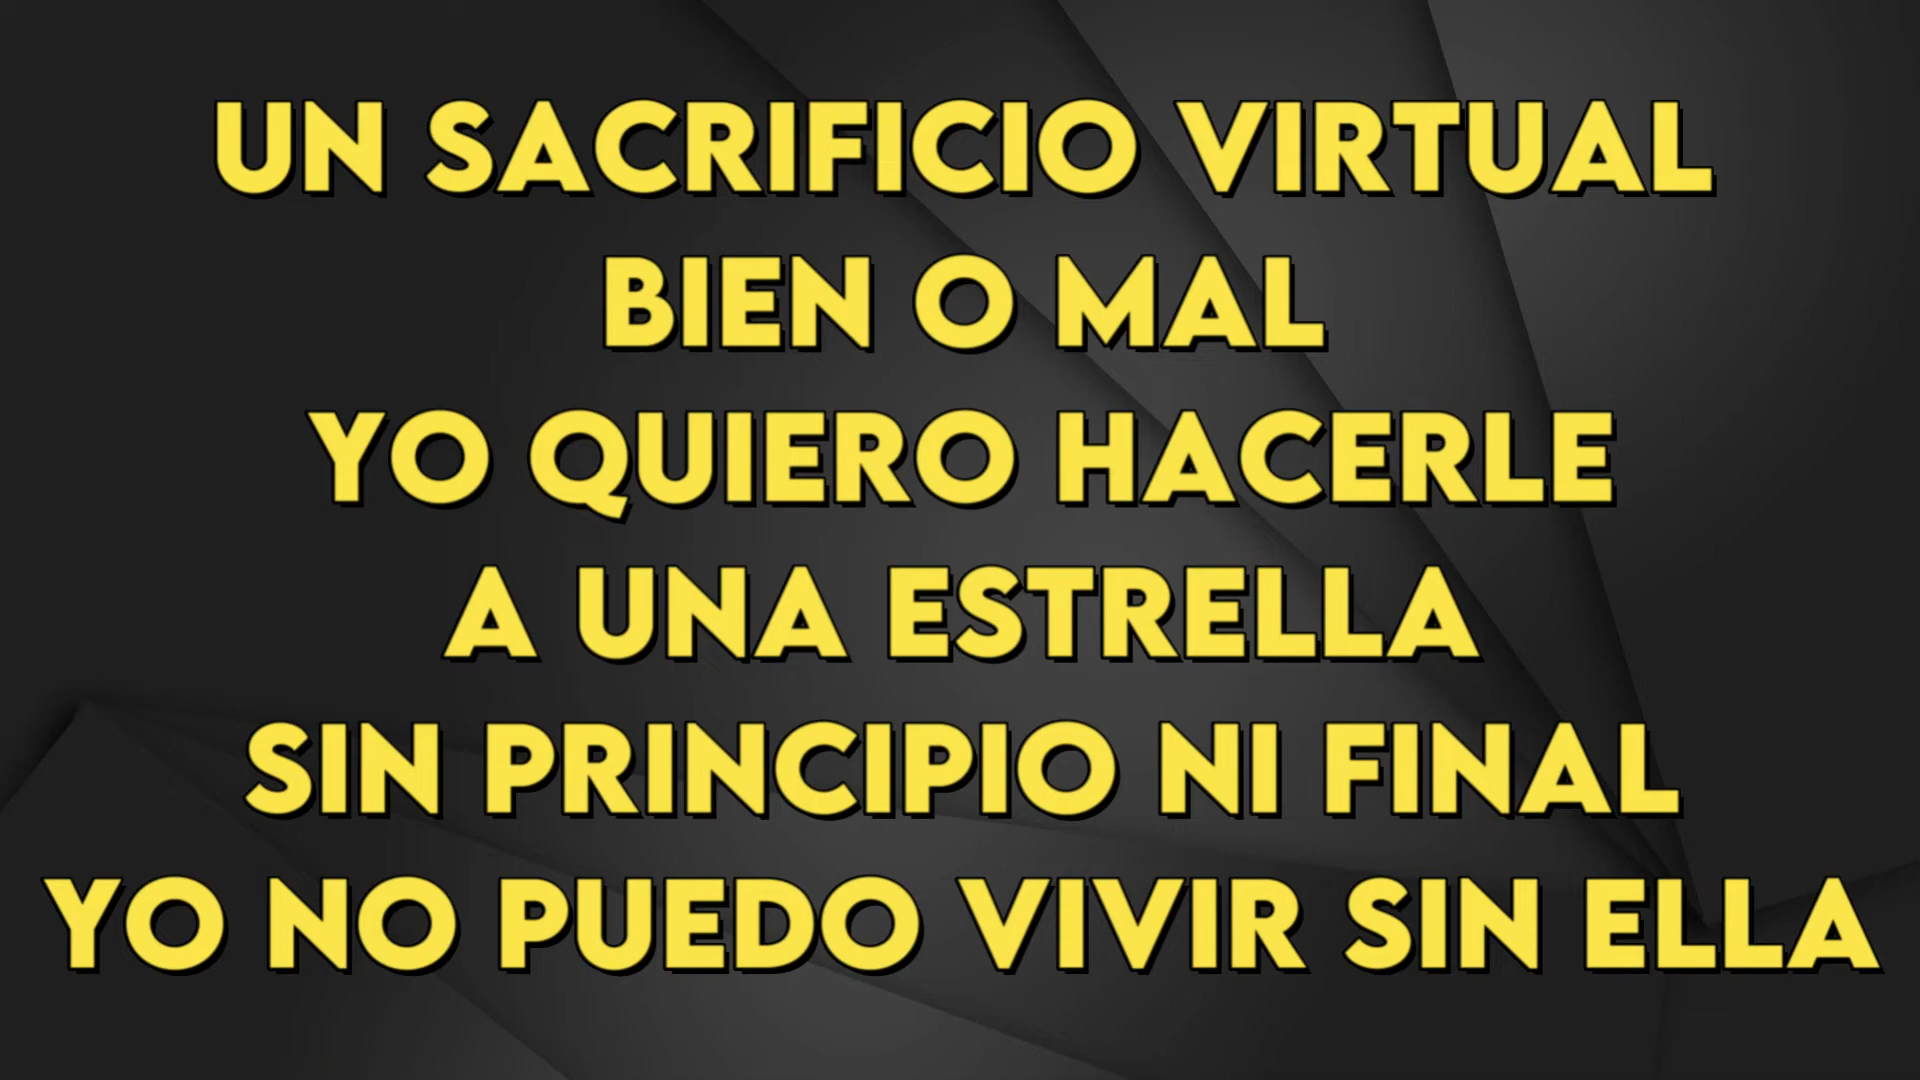 UN SACRIFICIO VIRTUAL
BIEN O MAL
YO QUIERO HACERLE
A UNA ESTRELLA
SIN PRINCIPIO NI FINAL
YO NO PUEDO VIVIR SIN ELLA